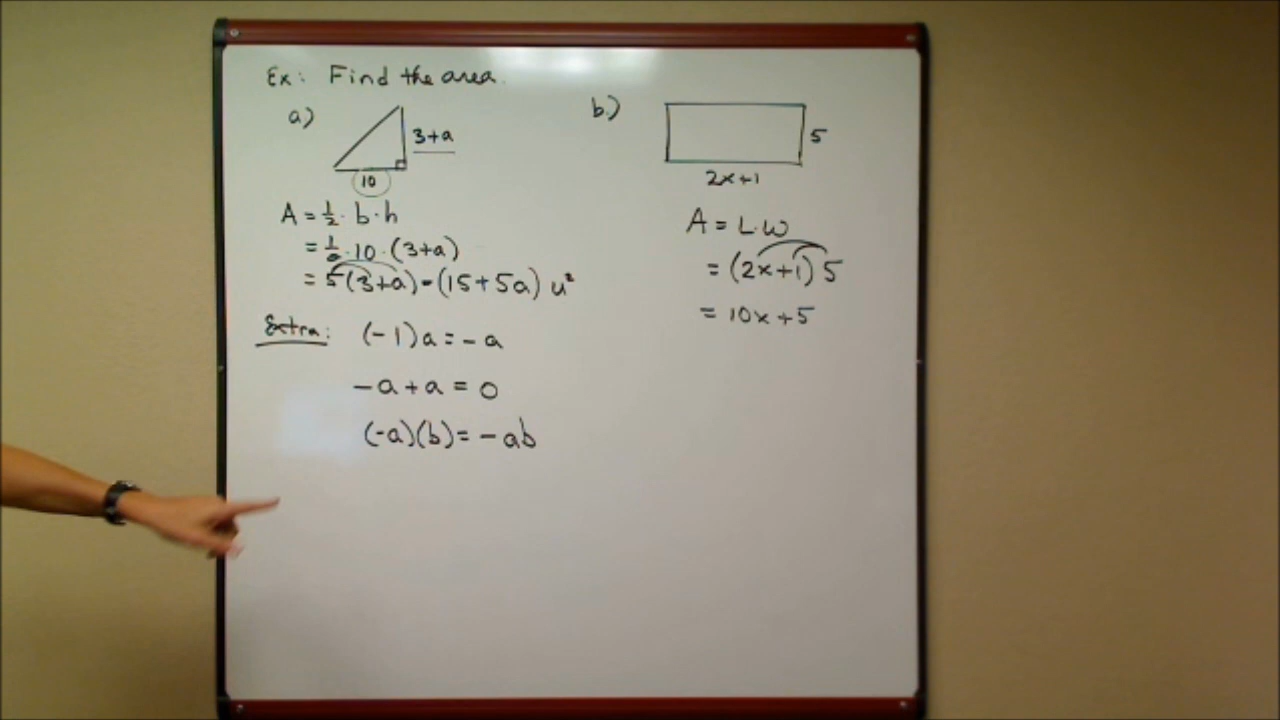 Ex: Find the area.
a)
3+a
10
A = 1/2 · b · h
= 1/2 · 10 · (3+a)
= 5(3+a) = (15+5a) u²
b)
5
2x+1
A = L·W
= (2x+1) 5
= 10x+5
Extra: (-1)a = -a
-a+a = 0
(-a)(b) = -ab